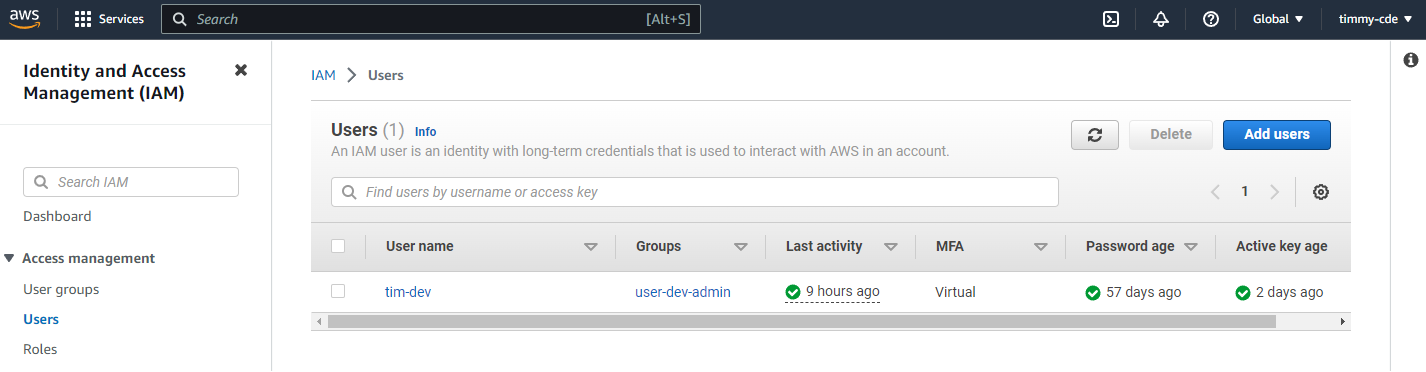 aws Services Search [Alt+S] Global timmy-cde
Identity and Access
Management (IAM)
Search IAM
Dashboard
Access management
User groups
Users
Roles
IAM > Users
Users (1) Info
An IAM user is an identity with long-term credentials that is used to interact with AWS in an account.
Delete
Add users
Find users by username or access key
1
User name Groups Last activity MFA Password age Active key age
tim-dev user-dev-admin 9 hours ago Virtual 57 days ago 2 days ago